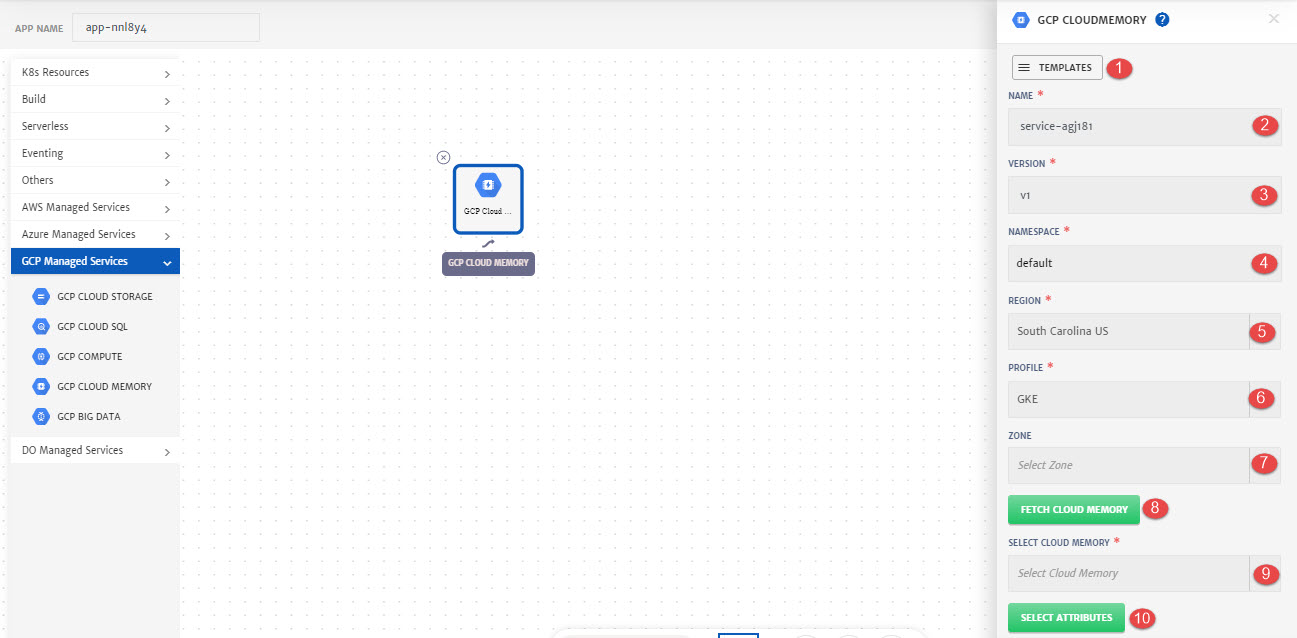 APP NAME
app-nnl8y4
K8s Resources
Build
Serverless
Eventing
Others
AWS Managed Services
Azure Managed Services
GCP Managed Services
GCP CLOUD STORAGE
GCP CLOUD SQL
GCP COMPUTE
GCP CLOUD MEMORY
GCP BIG DATA
DO Managed Services
GCP Cloud ...
GCP CLOUD MEMORY
GCP CLOUDMEMORY ?
TEMPLATES 1
NAME *
service-agj181 2
VERSION *
v1 3
NAMESPACE *
default 4
REGION *
South Carolina US 5
PROFILE *
GKE 6
ZONE
Select Zone 7
FETCH CLOUD MEMORY 8
SELECT CLOUD MEMORY *
Select Cloud Memory 9
SELECT ATTRIBUTES 10